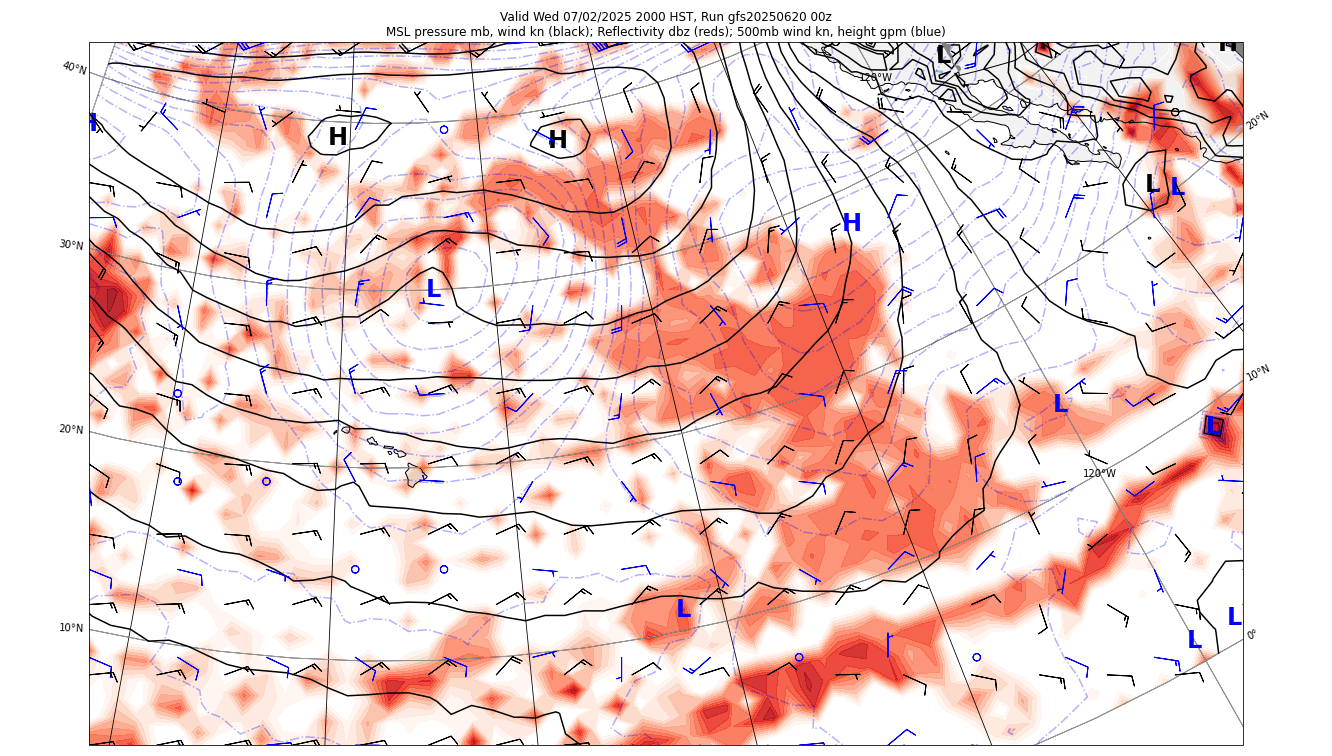 Valid Wed 07/02/2025 2000 HST, Run gfs20250620 00z
MSL pressure mb, wind kn (black); Reflectivity dbz (reds); 500mb wind kn, height gpm (blue)
L
H
40°N
120°W
20°N
H
H
H
L
L
H
30°N
L
10°N
L
L
20°N
120°W
L
L
10°N
0°
L